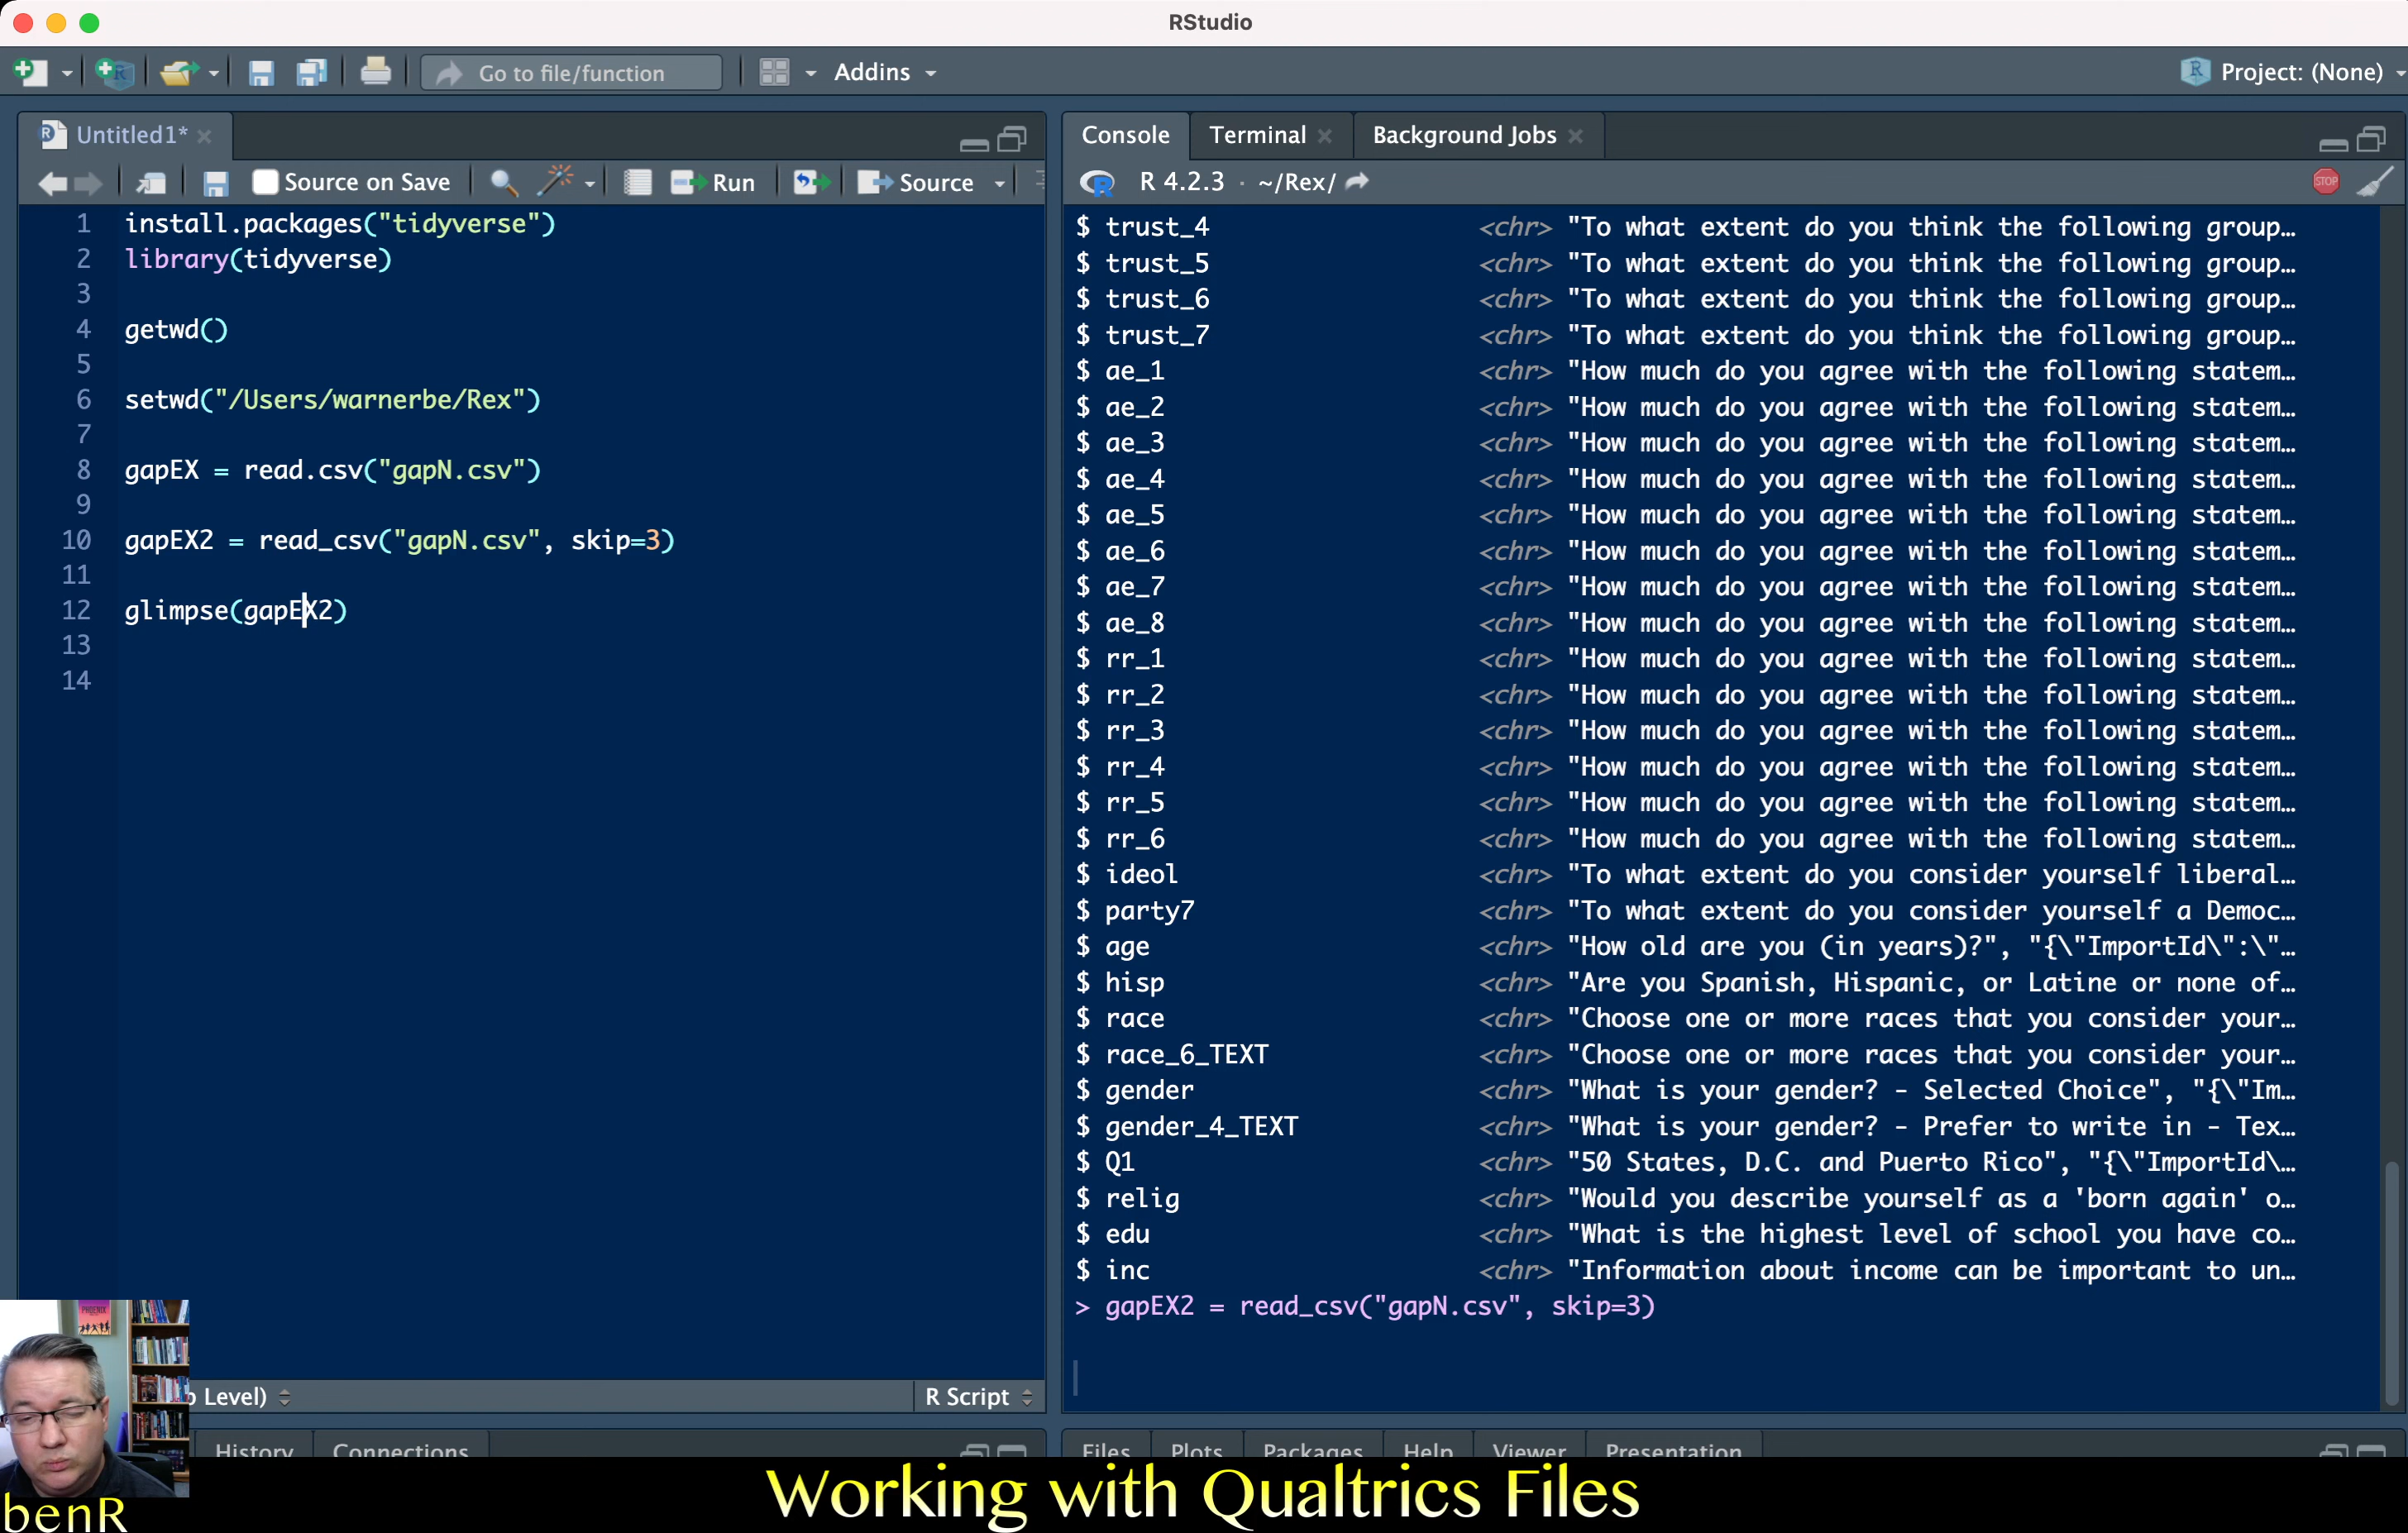 RStudio
Go to file/function
Addins
Project: (None)
Untitled1*
Source on Save
Run
Source
1 install.packages("tidyverse")
2 library(tidyverse)
3
4 getwd()
5
6 setwd("/Users/warnerbe/Rex")
7
8 gapEX = read.csv("gapN.csv")
9
10 gapEX2 = read_csv("gapN.csv", skip=3)
11
12 glimpse(gapEX2)
13
14
Level)
R Script
History
Connections
Console
Terminal
Background Jobs
R 4.2.3 · ~/Rex/
STOP
$ trust_4 <chr> "To what extent do you think the following group…
$ trust_5 <chr> "To what extent do you think the following group…
$ trust_6 <chr> "To what extent do you think the following group…
$ trust_7 <chr> "To what extent do you think the following group…
$ ae_1 <chr> "How much do you agree with the following statem…
$ ae_2 <chr> "How much do you agree with the following statem…
$ ae_3 <chr> "How much do you agree with the following statem…
$ ae_4 <chr> "How much do you agree with the following statem…
$ ae_5 <chr> "How much do you agree with the following statem…
$ ae_6 <chr> "How much do you agree with the following statem…
$ ae_7 <chr> "How much do you agree with the following statem…
$ ae_8 <chr> "How much do you agree with the following statem…
$ rr_1 <chr> "How much do you agree with the following statem…
$ rr_2 <chr> "How much do you agree with the following statem…
$ rr_3 <chr> "How much do you agree with the following statem…
$ rr_4 <chr> "How much do you agree with the following statem…
$ rr_5 <chr> "How much do you agree with the following statem…
$ rr_6 <chr> "How much do you agree with the following statem…
$ ideol <chr> "To what extent do you consider yourself liberal…
$ party7 <chr> "To what extent do you consider yourself a Democ…
$ age <chr> "How old are you (in years)?", "{\"ImportId\":\"…
$ hisp <chr> "Are you Spanish, Hispanic, or Latine or none of…
$ race <chr> "Choose one or more races that you consider your…
$ race_6_TEXT <chr> "Choose one or more races that you consider your…
$ gender <chr> "What is your gender? - Selected Choice", "{\"Im…
$ gender_4_TEXT <chr> "What is your gender? - Prefer to write in - Tex…
$ Q1 <chr> "50 States, D.C. and Puerto Rico", "{\"ImportId\…
$ relig <chr> "Would you describe yourself as a 'born again' o…
$ edu <chr> "What is the highest level of school you have co…
$ inc <chr> "Information about income can be important to un…
> gapEX2 = read_csv("gapN.csv", skip=3)
Files
Plots
Packages
Help
Viewer
Presentation
PHOENIX
benR
Working with Qualtrics Files